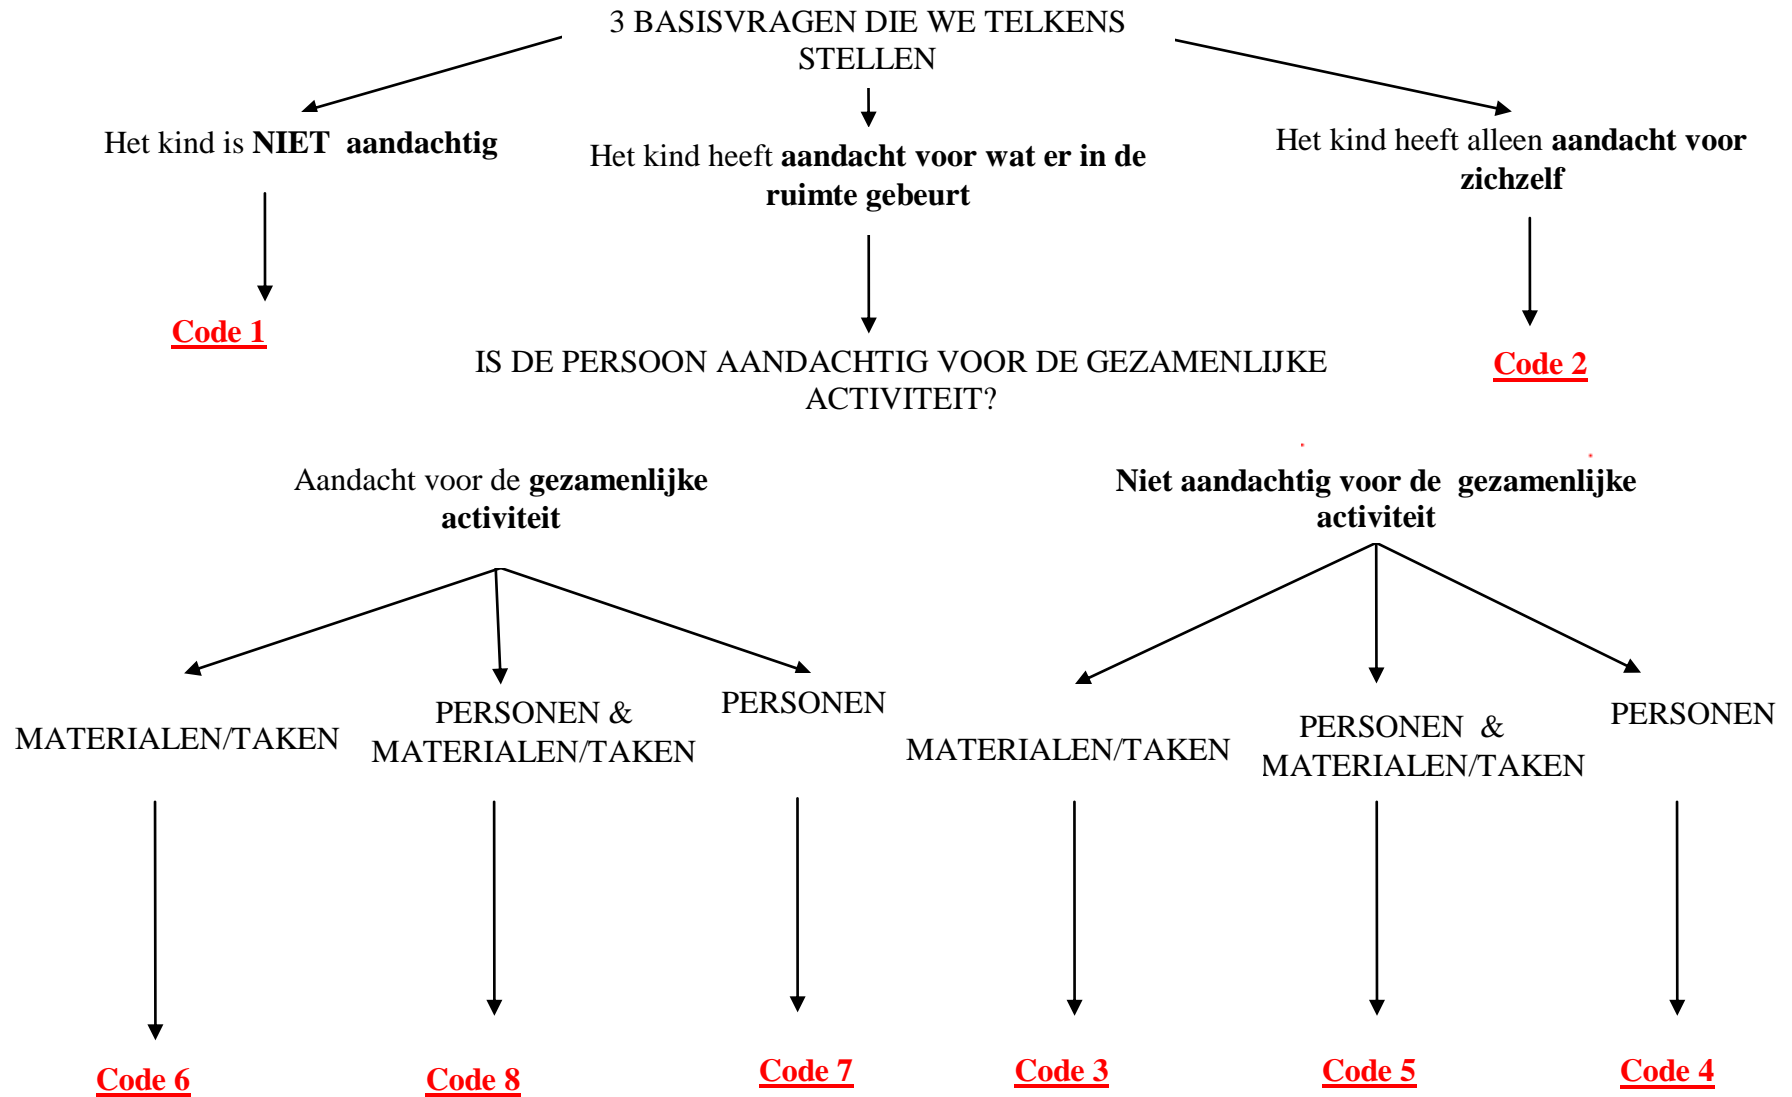 3 BASISVRAGEN DIE WE TELKENS
STELLEN
Het kind is NIET aandachtig
Het kind heeft aandacht voor wat er in de
ruimte gebeurt
Het kind heeft alleen aandacht voor
zichzelf
Code 1
IS DE PERSOON AANDACHTIG VOOR DE GEZAMENLIJKE
ACTIVITEIT?
Code 2
Aandacht voor de gezamenlijke
activiteit
Niet aandachtig voor de gezamenlijke
activiteit
MATERIALEN/TAKEN
PERSONEN &
MATERIALEN/TAKEN
PERSONEN
MATERIALEN/TAKEN
PERSONEN &
MATERIALEN/TAKEN
PERSONEN
Code 6
Code 8
Code 7
Code 3
Code 5
Code 4